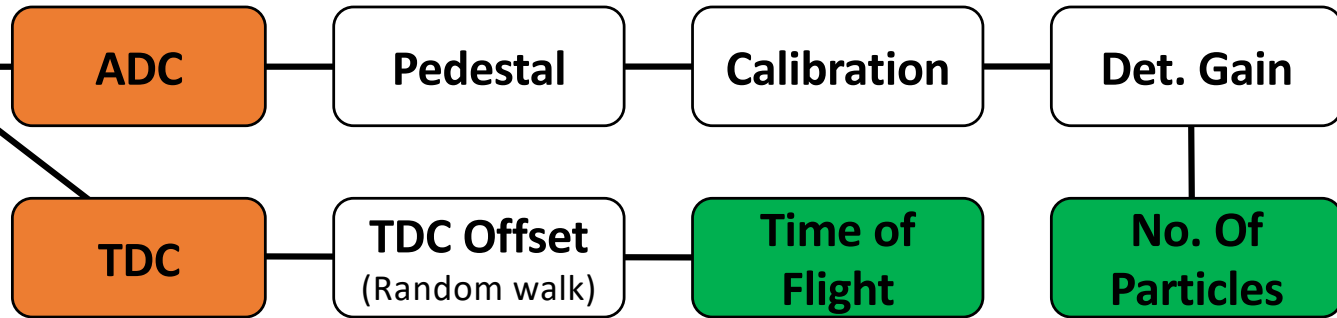 ADC
Pedestal
Calibration
Det. Gain
TDC
TDC Offset
(Random walk)
Time of
Flight
No. Of
Particles